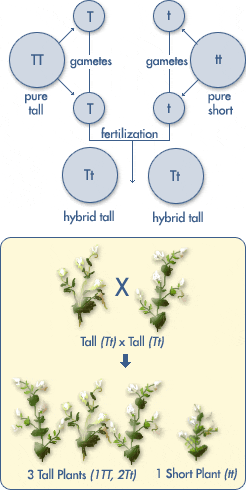 T t
TT gametes gametes tt
pure tall
pure short
T t
fertilization
Tt Tt
hybrid tall hybrid tall
X
Tall (Tt) x Tall (Tt)
3 Tall Plants (1TT, 2Tt) 1 Short Plant (tt)